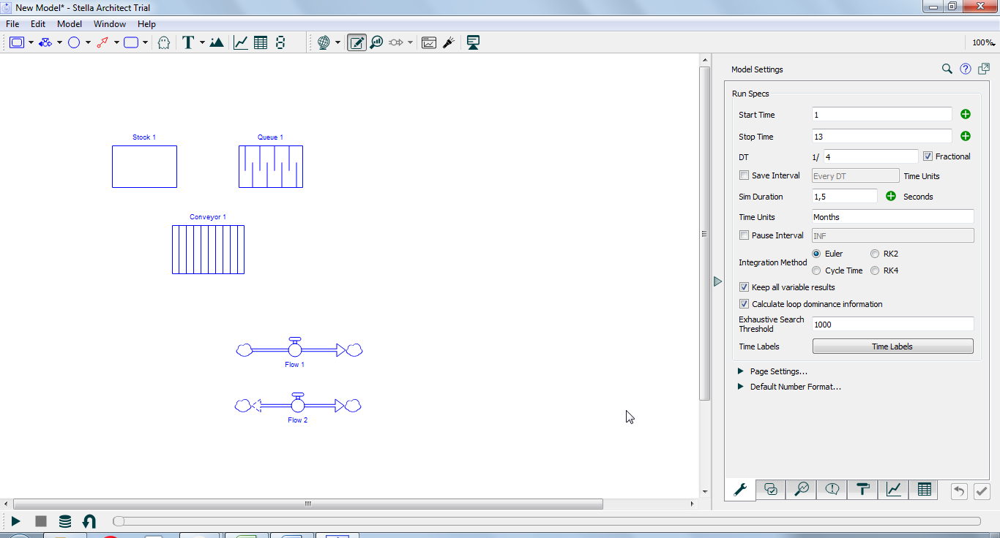 New Model* - Stella Architect Trial
File Edit Model Window Help
T 8 100%
Model Settings
Run Specs
Start Time 1
Stop Time 13
DT 1/ 4 Fractional
Save Interval Every DT Time Units
Sim Duration 1,5 Seconds
Time Units Months
Pause Interval INF
Integration Method Euler RK2
Cycle Time RK4
Keep all variable results
Calculate loop dominance information
Exhaustive Search
Threshold 1000
Time Labels Time Labels
Page Settings...
Default Number Format...
Stock 1 Queue 1
Conveyor 1
Flow 1
Flow 2